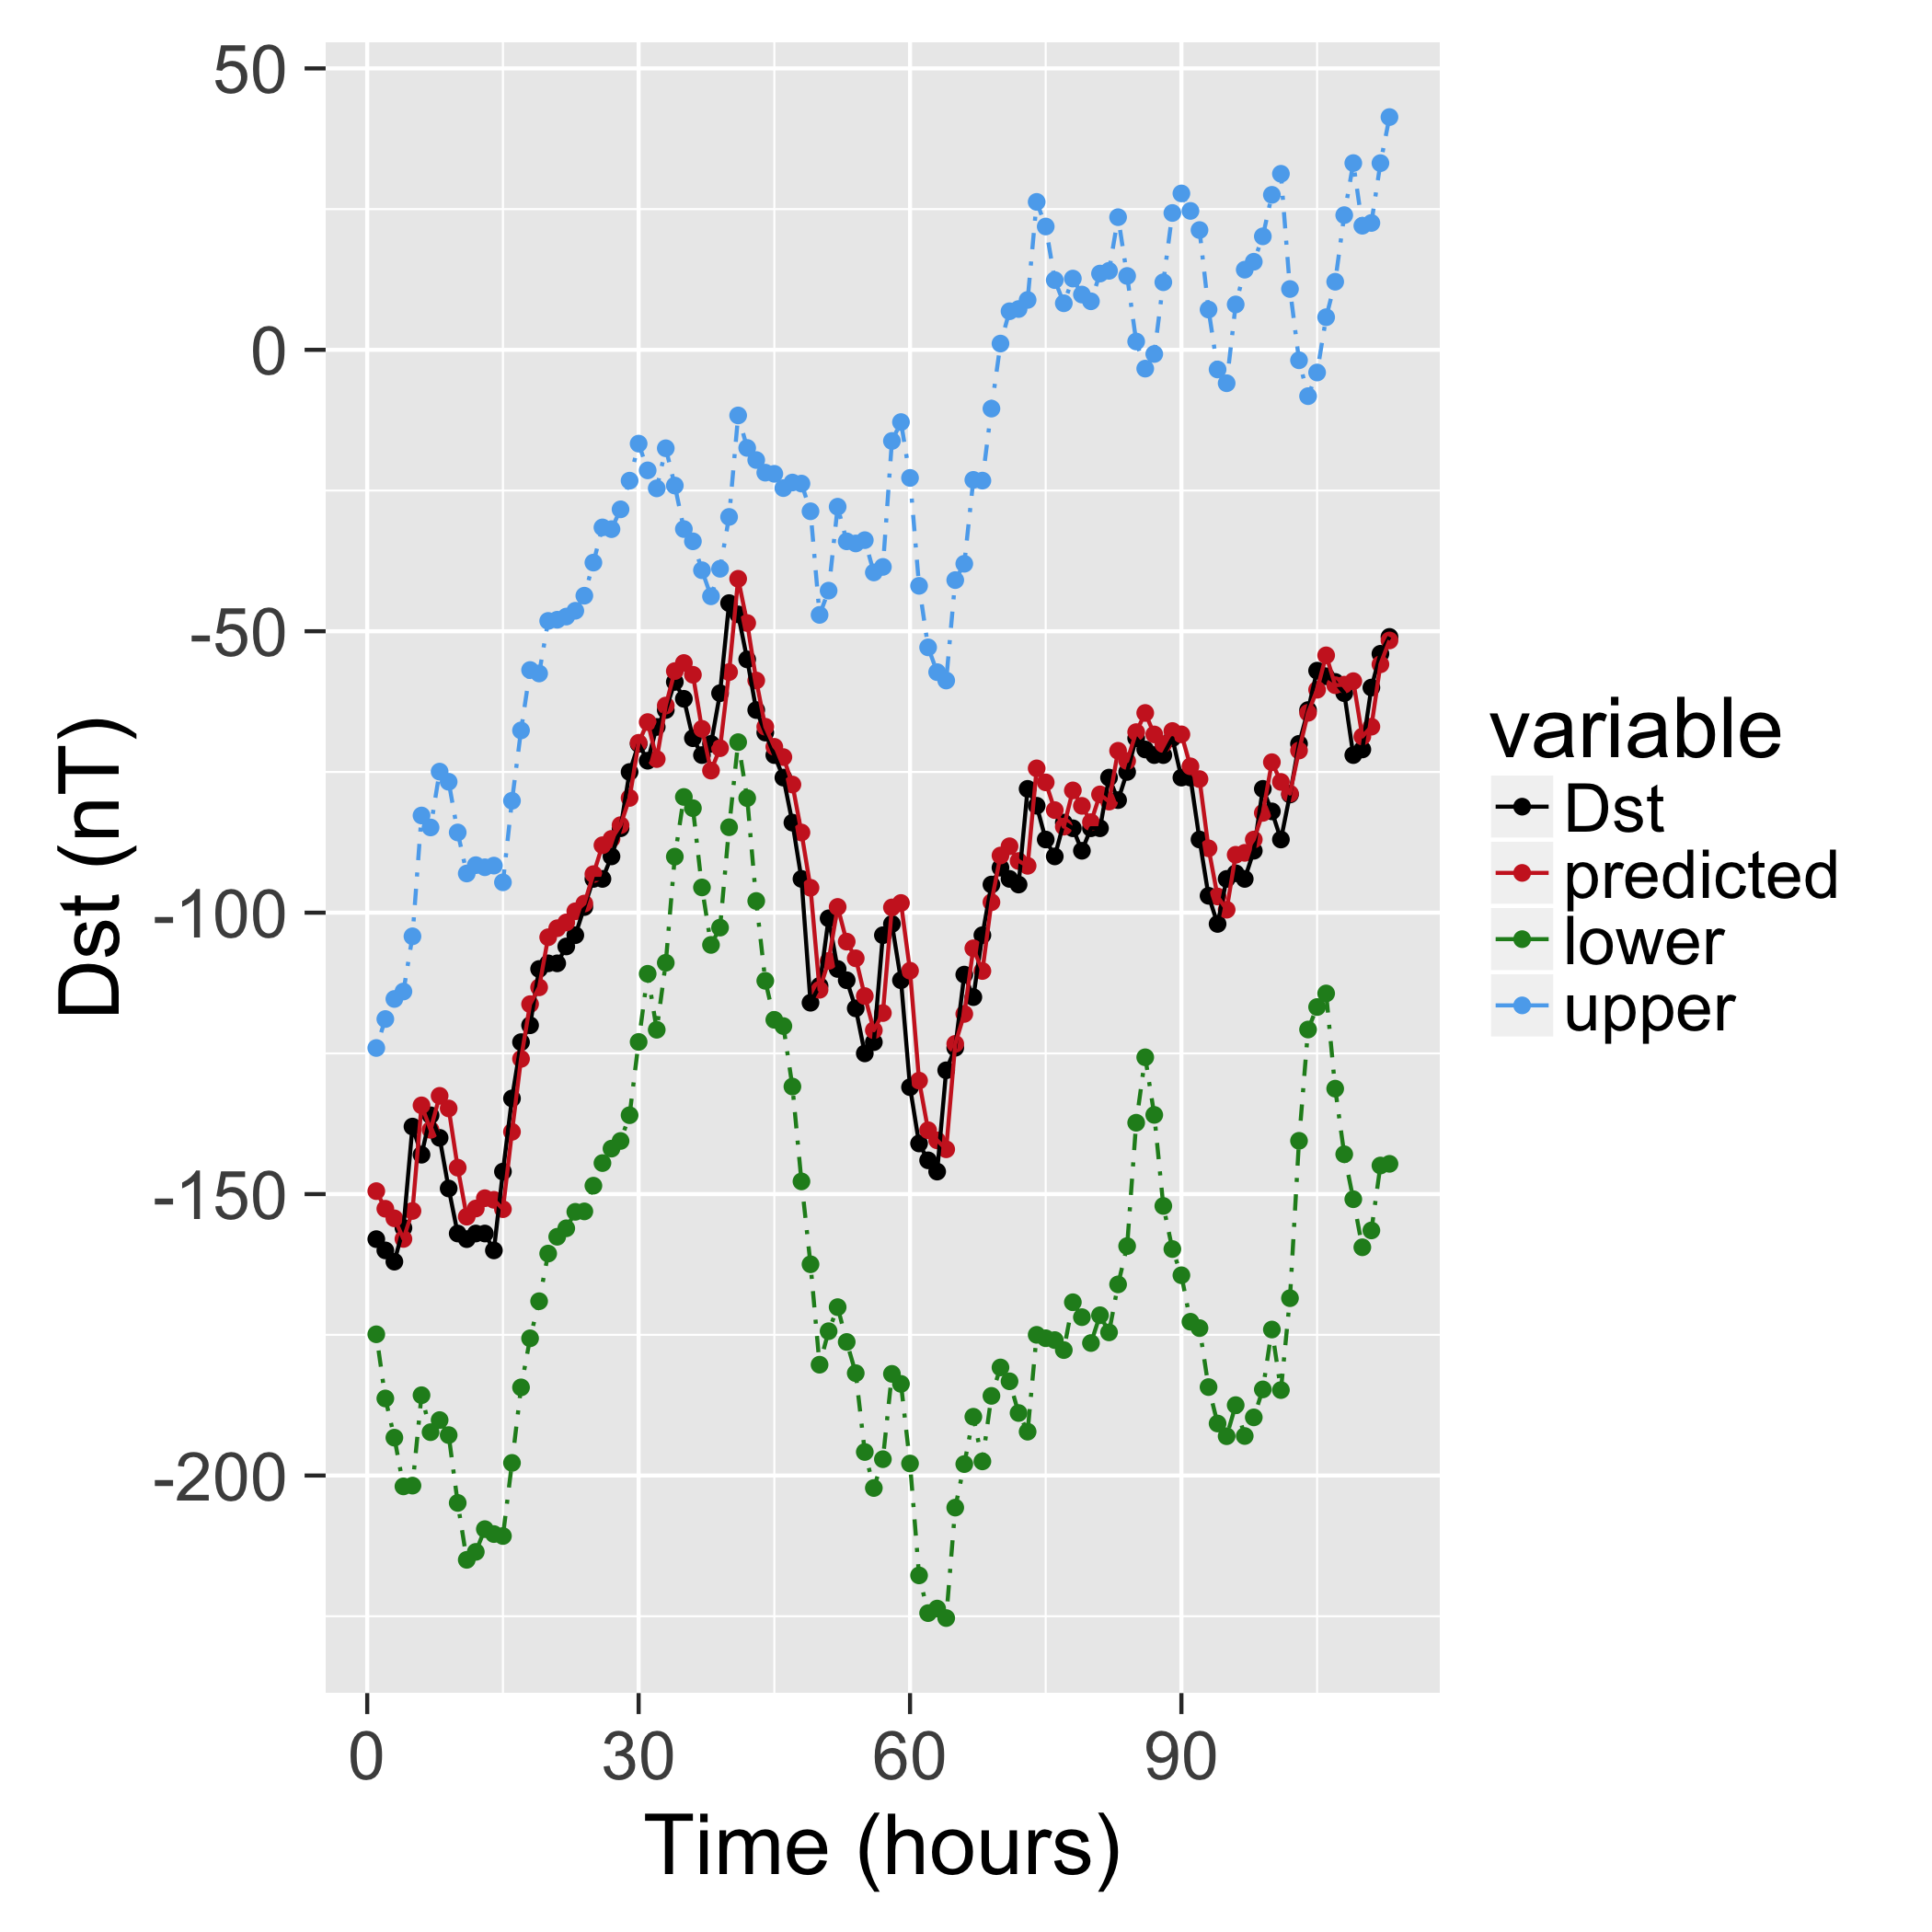 50
0
-50
-100
-150
-200
Dst (nT)
0 30 60 90
Time (hours)
variable
Dst
predicted
lower
upper